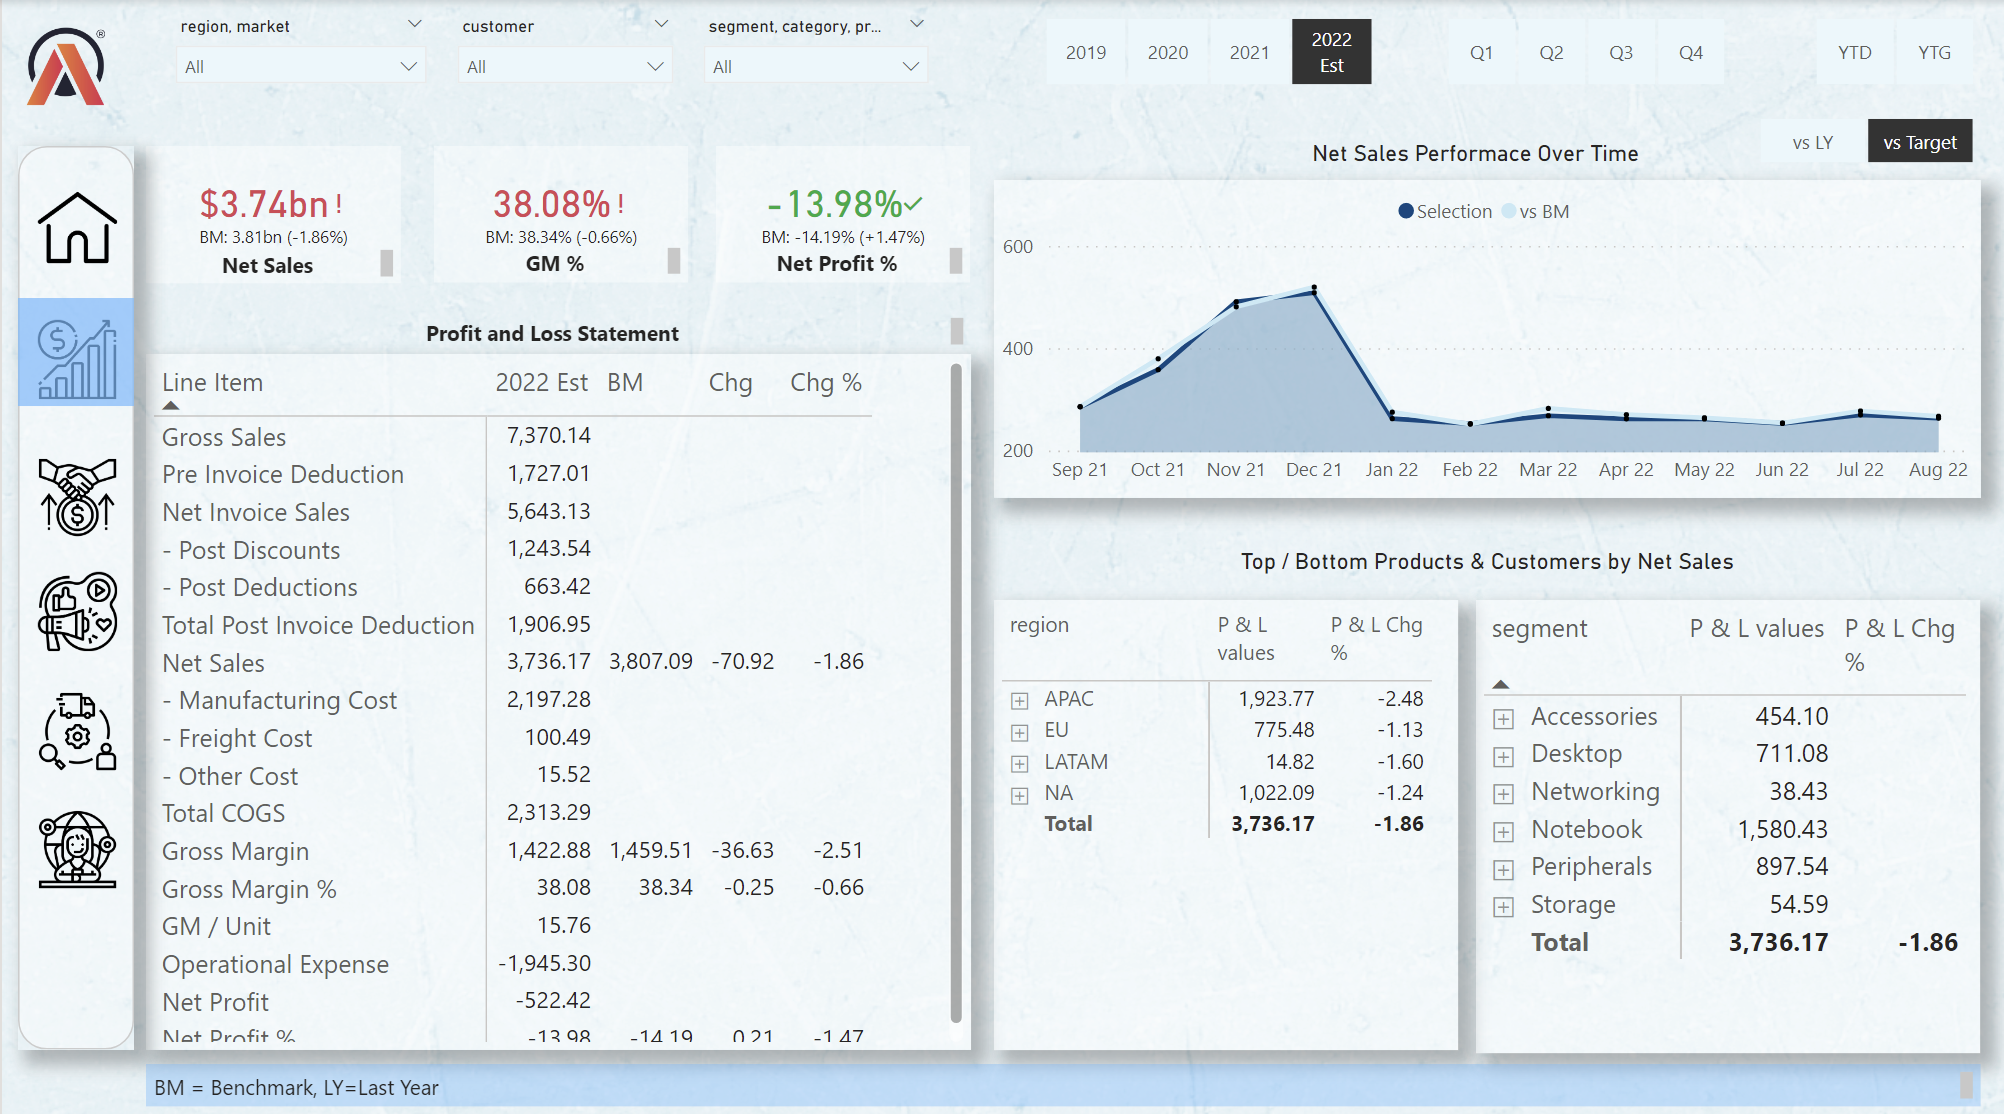 region, market
customer
segment, category, pr...
All
All
All
2019
2020
2021
2022
Est
Q1
Q2
Q3
Q4
YTD
YTG
®
vs LY
vs Target
$3.74bn !
BM: 3.81bn (-1.86%)
Net Sales
38.08% !
BM: 38.34% (-0.66%)
GM %
-13.98%
BM: -14.19% (+1.47%)
Net Profit %
Net Sales Performace Over Time
Selection
vs BM
600
400
200
Sep 21
Oct 21
Nov 21
Dec 21
Jan 22
Feb 22
Mar 22
Apr 22
May 22
Jun 22
Jul 22
Aug 22
Profit and Loss Statement
Line Item 2022 Est BM Chg Chg %
Gross Sales 7,370.14
Pre Invoice Deduction 1,727.01
Net Invoice Sales 5,643.13
- Post Discounts 1,243.54
- Post Deductions 663.42
Total Post Invoice Deduction 1,906.95
Net Sales 3,736.17 3,807.09 -70.92 -1.86
- Manufacturing Cost 2,197.28
- Freight Cost 100.49
- Other Cost 15.52
Total COGS 2,313.29
Gross Margin 1,422.88 1,459.51 -36.63 -2.51
Gross Margin % 38.08 38.34 -0.25 -0.66
GM / Unit 15.76
Operational Expense -1,945.30
Net Profit -522.42
Net Profit % -13.98 -14.19 0.21 -1.47
Top / Bottom Products & Customers by Net Sales
region P & L values P & L Chg %
APAC 1,923.77 -2.48
EU 775.48 -1.13
LATAM 14.82 -1.60
NA 1,022.09 -1.24
Total 3,736.17 -1.86
segment P & L values P & L Chg %
Accessories 454.10
Desktop 711.08
Networking 38.43
Notebook 1,580.43
Peripherals 897.54
Storage 54.59
Total 3,736.17 -1.86
BM = Benchmark, LY=Last Year